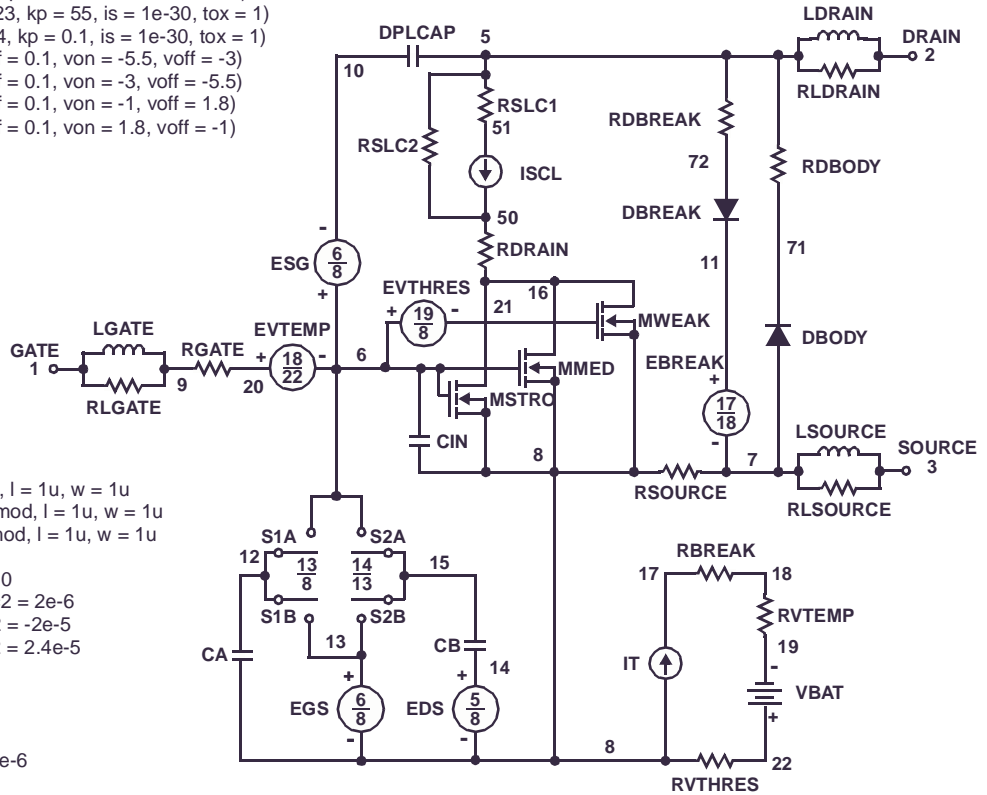 23, kp = 55, is = 1e-30, tox = 1)
4, kp = 0.1, is = 1e-30, tox = 1)
f = 0.1, von = -5.5, voff = -3)
f = 0.1, von = -3, voff = -5.5)
f = 0.1, von = -1, voff = 1.8)
f = 0.1, von = 1.8, voff = -1)
LDRAIN
DPLCAP 5 DRAIN
10 2
RLDRAIN
RSLC1
51
RDBREAK
RSLC2
72
RDBODY
ISCL
DBREAK
50
-
RDRAIN
ESG 6
8
11 71
+
EVTHRES 16
+ 19 - 21
8
MWEAK
LGATE EVTEMP
DBODY
GATE RGATE + 18 - 6
22
EBREAK
1 9 20
MMED
+
RLGATE
MSTRO
17
18
-
LSOURCE
CIN
8 7 SOURCE
3
RSOURCE
RLSOURCE
, l = 1u, w = 1u
mod, l = 1u, w = 1u
mod, l = 1u, w = 1u
S1A S2A
RBREAK
12 13
8
14
13
15
17 18
0
2 = 2e-6
= -2e-5
= 2.4e-5
S1B S2B
RVTEMP
13
CB
19
CA
14
IT
-
+ +
VBAT
EGS 6
8
EDS 5
8
+
- -
8
22
e-6
RVTHRES